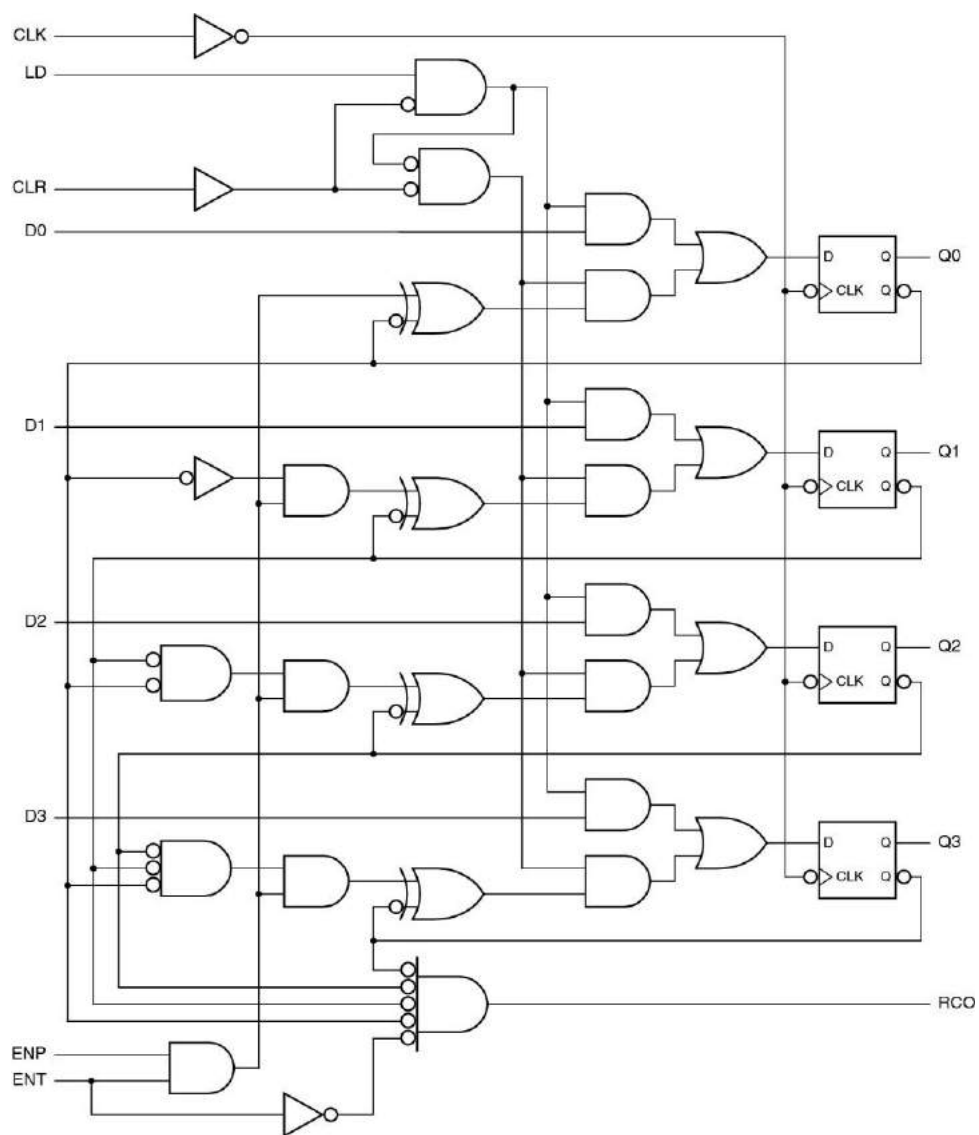 CLK
LD
CLR
D0
D Q Q0
CLK Q
D1
D Q Q1
CLK Q
D2
D Q Q2
CLK Q
D3
D Q Q3
CLK Q
RCO
ENP
ENT